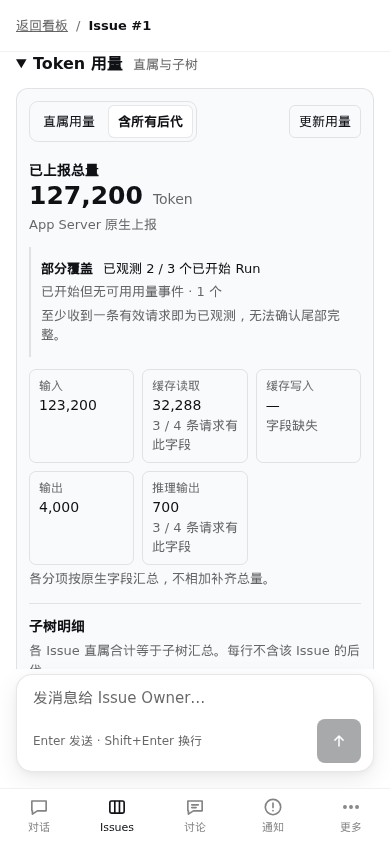 返回看板 / Issue #1
▼ Token 用量 直属与子树
直属用量 含所有后代 更新用量
已上报总量
127,200 Token
App Server 原生上报
部分覆盖 已观测 2 / 3 个已开始 Run
已开始但无可用用量事件 · 1 个
至少收到一条有效请求即为已观测，无法确认尾部完
整。
输入
123,200
缓存读取
32,288
3 / 4 条请求有
此字段
缓存写入
—
字段缺失
输出
4,000
推理输出
700
3 / 4 条请求有
此字段
各分项按原生字段汇总，不相加补齐总量。
子树明细
各 Issue 直属合计等于子树汇总。每行不含该 Issue 的后
代
发消息给 Issue Owner…
Enter 发送 · Shift+Enter 换行
对话 Issues 讨论 通知 更多